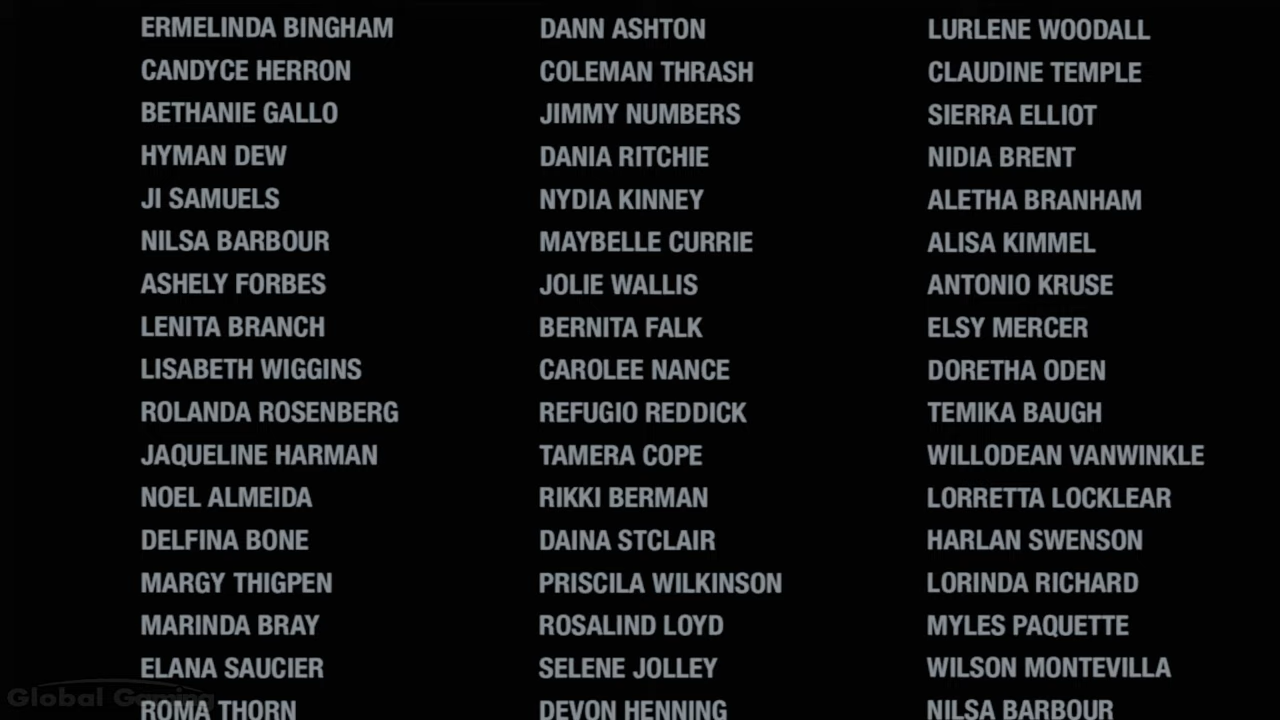 ERMELINDA BINGHAM DANN ASHTON LURLENE WOODALL
CANDYCE HERRON COLEMAN THRASH CLAUDINE TEMPLE
BETHANIE GALLO JIMMY NUMBERS SIERRA ELLIOT
HYMAN DEW DANIA RITCHIE NIDIA BRENT
JI SAMUELS NYDIA KINNEY ALETHA BRANHAM
NILSA BARBOUR MAYBELLE CURRIE ALISA KIMMEL
ASHELY FORBES JOLIE WALLIS ANTONIO KRUSE
LENITA BRANCH BERNITA FALK ELSY MERCER
LISABETH WIGGINS CAROLEE NANCE DORETHA ODEN
ROLANDA ROSENBERG REFUGIO REDDICK TEMIKA BAUGH
JAQUELINE HARMAN TAMERA COPE WILLODEAN VANWINKLE
NOEL ALMEIDA RIKKI BERMAN LORRETTA LOCKLEAR
DELFINA BONE DAINA STCLAIR HARLAN SWENSON
MARGY THIGPEN PRISCILA WILKINSON LORINDA RICHARD
MARINDA BRAY ROSALIND LOYD MYLES PAQUETTE
ELANA SAUCIER SELENE JOLLEY WILSON MONTEVILLA
Global Gaming
ROMA THORN DEVON HENNING NILSA BARBOUR